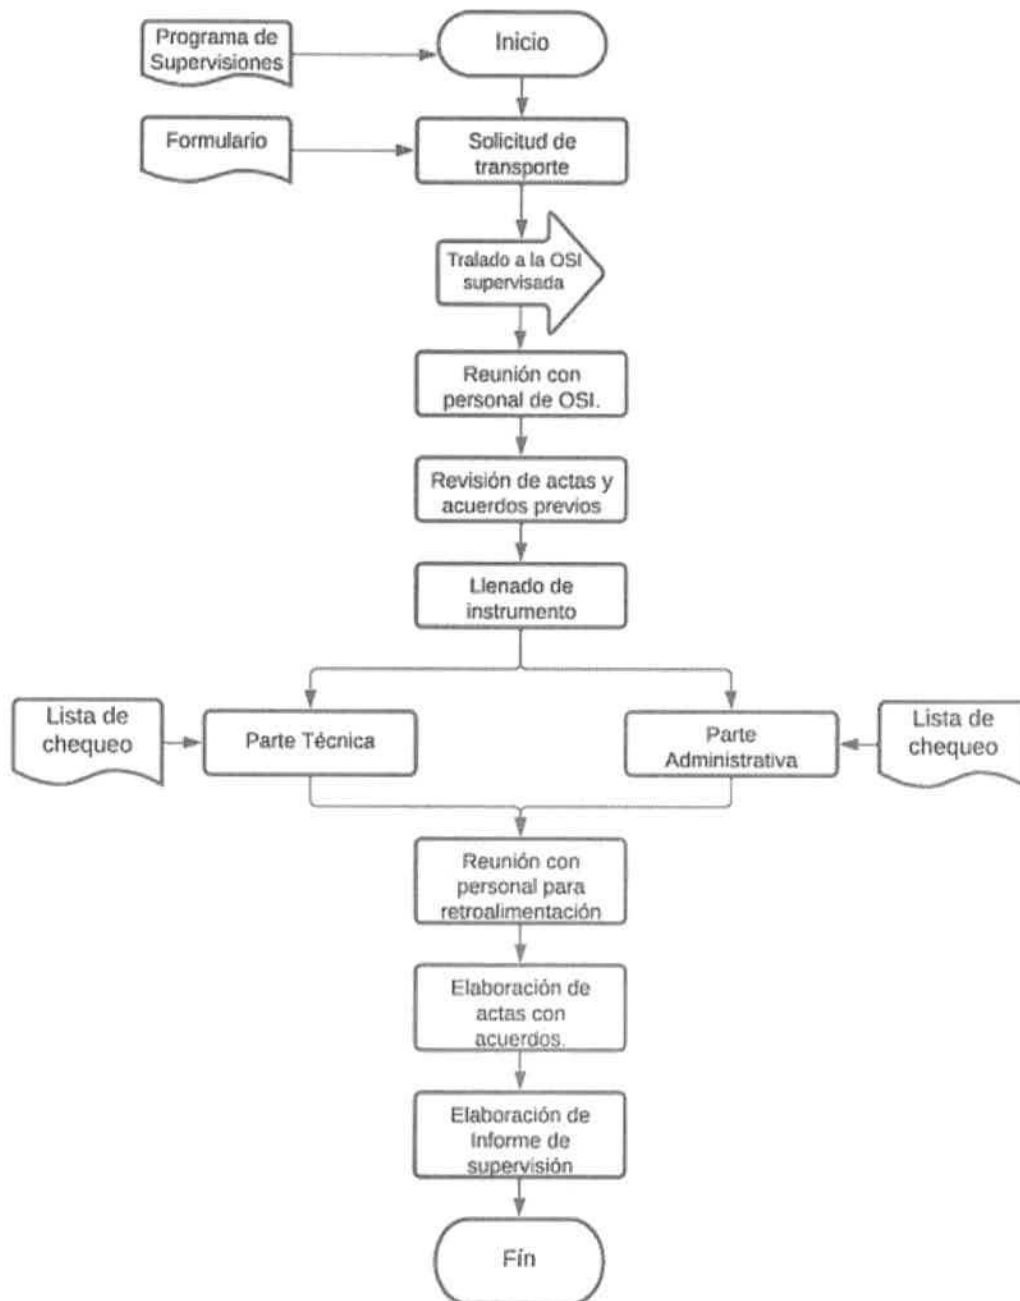 Programa de
Supervisiones
Inicio
Formulario
Solicitud de
transporte
Tralado a la OSI
supervisada
Reunión con
personal de OSI.
Revisión de actas y
acuerdos previos
Llenado de
instrumento
Lista de
chequeo
Parte Técnica
Parte
Administrativa
Lista de
chequeo
Reunión con
personal para
retroalimentación
Elaboración de
actas con
acuerdos.
Elaboración de
Informe de
supervisión
Fín